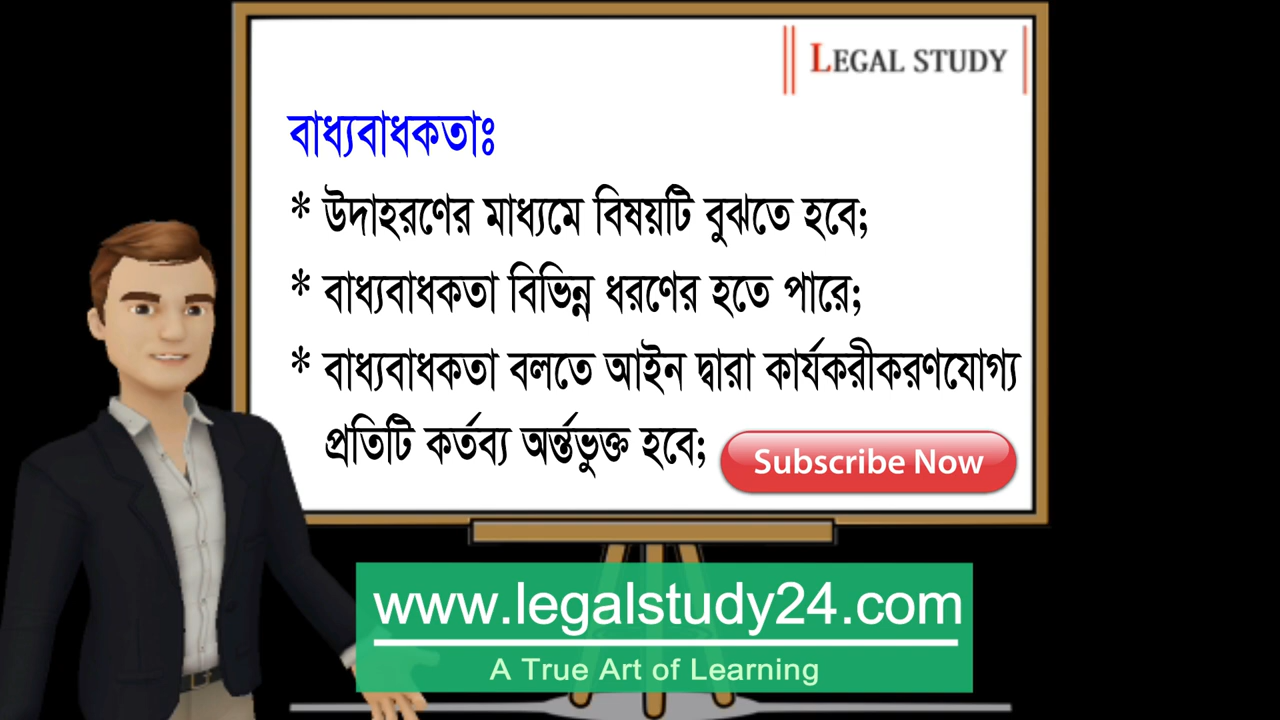 LEGAL STUDY
বাধ্যবাধকতাঃ
* উদাহরণের মাধ্যমে বিষয়টি বুঝতে হবে;
* বাধ্যবাধকতা বিভিন্ন ধরণের হতে পারে;
* বাধ্যবাধকতা বলতে আইন দ্বারা কার্যকরীকরণযোগ্য
প্রতিটি কর্তব্য অর্ন্তভুক্ত হবে;
Subscribe Now
www.legalstudy24.com
A True Art of Learning